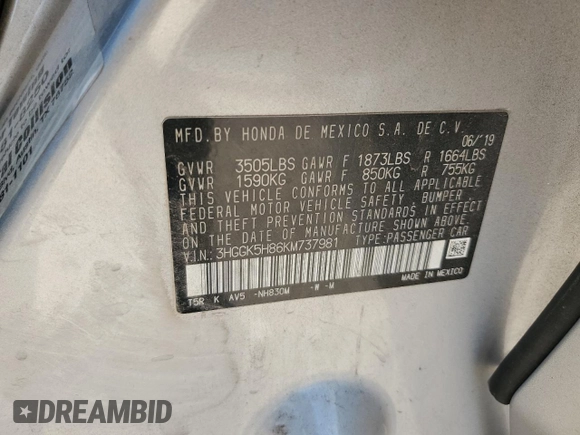 MFD.BY HONDA DE MEXICO S.A. DE C.V.
06/'19
GVWR 3505LBS GAWR F 1873LBS R 1664LBS
GVWR 1590KG GAWR F 850KG R 755KG
THIS VEHICLE CONFORMS TO ALL APPLICABLE
FEDERAL MOTOR VEHICLE SAFETY, BUMPER
AND THEFT PREVENTION STANDARDS IN EFFECT
ON THE DATE OF MANUFACTURE SHOWN ABOVE.
V.I.N: 3HGGK5H86KM737981 TYPE:PASSENGER CAR
T5R K AV5 -NH830M -W -M
MADE IN MEXICO
Collision
DREAMBID